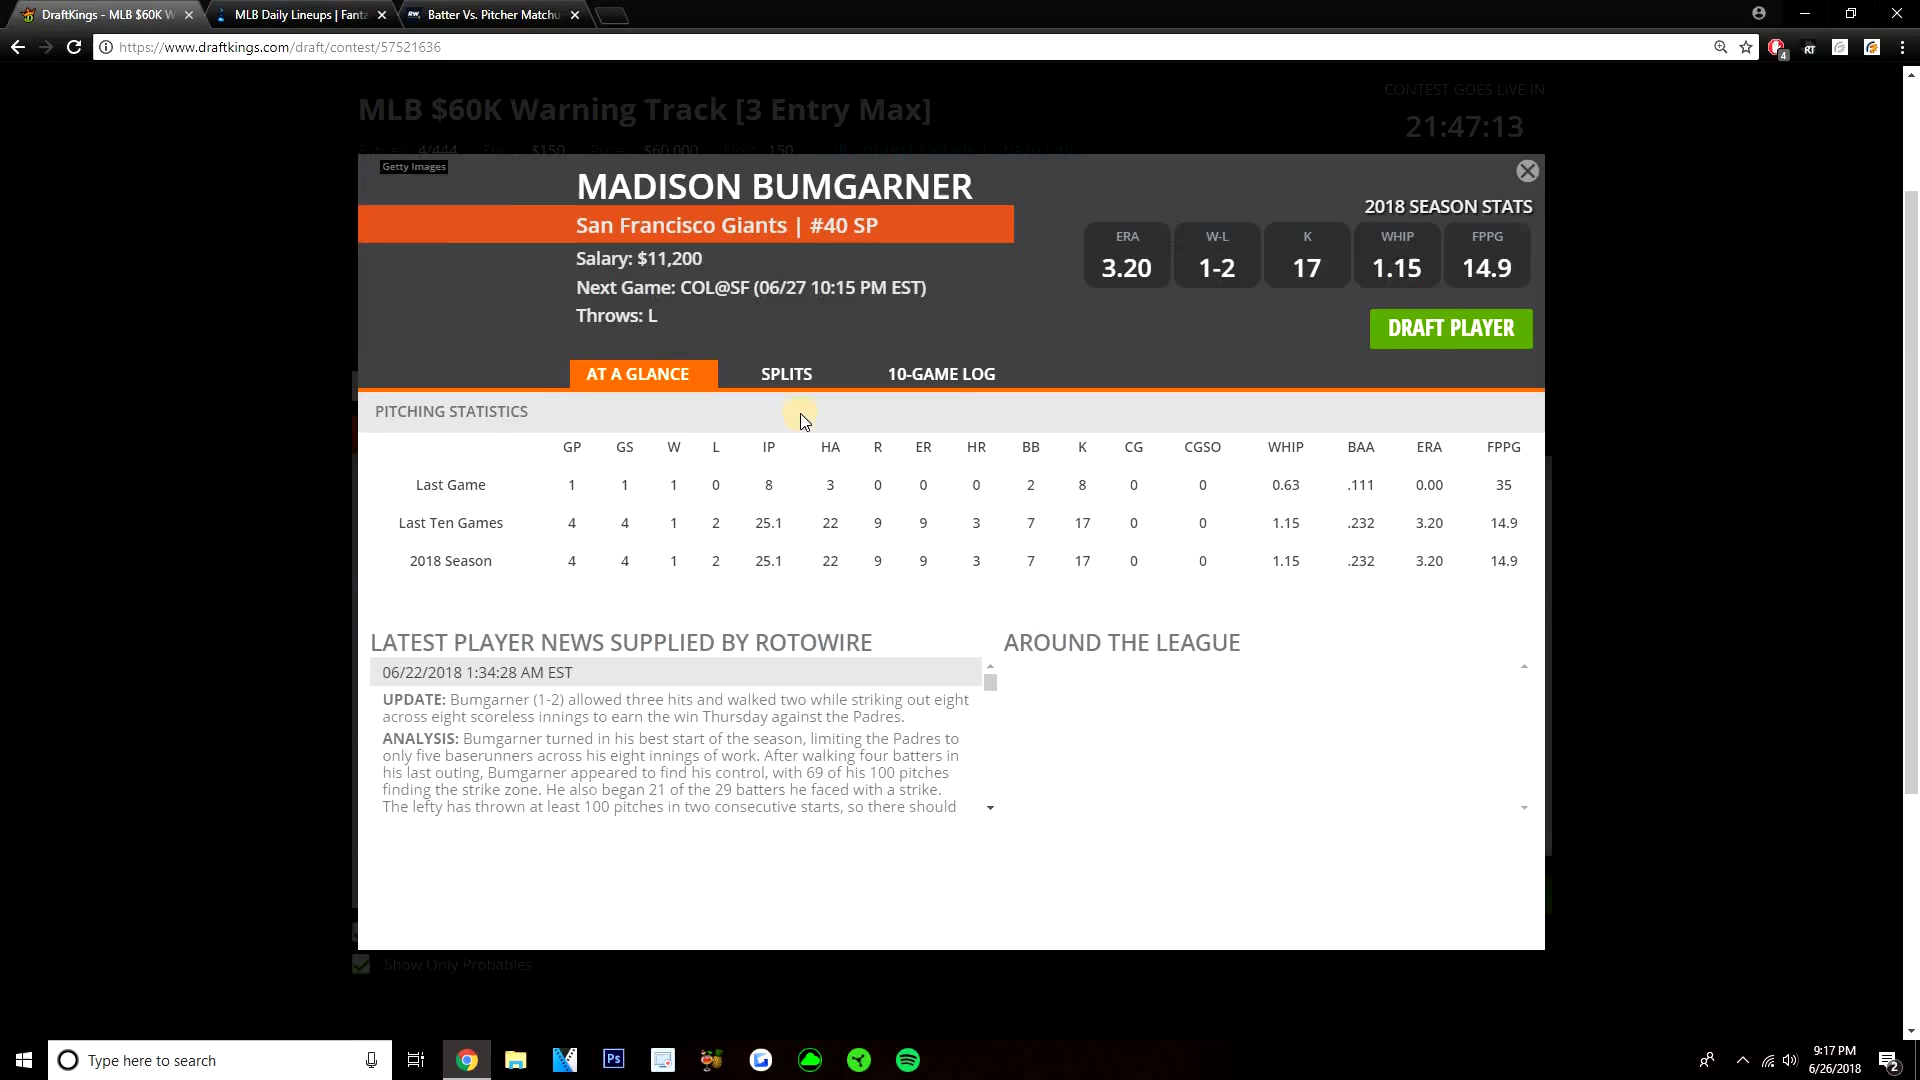 DraftKings - MLB $60K W
MLB Daily Lineups | Fanta
Batter Vs. Pitcher Matchu
https://www.draftkings.com/draft/contest/57521636
4
RT
MLB $60K Warning Track [3 Entry Max]
CONTEST GOES LIVE IN
21:47:13
4/444 $150 $60,000 150
Getty Images
MADISON BUMGARNER
San Francisco Giants | #40 SP
Salary: $11,200
Next Game: COL@SF (06/27 10:15 PM EST)
Throws: L
2018 SEASON STATS
ERA W-L K WHIP FPPG
3.20 1-2 17 1.15 14.9
DRAFT PLAYER
AT A GLANCE SPLITS 10-GAME LOG
PITCHING STATISTICS
GP GS W L IP HA R ER HR BB K CG CGSO WHIP BAA ERA FPPG
Last Game 1 1 1 0 8 3 0 0 0 2 8 0 0 0.63 .111 0.00 35
Last Ten Games 4 4 1 2 25.1 22 9 9 3 7 17 0 0 1.15 .232 3.20 14.9
2018 Season 4 4 1 2 25.1 22 9 9 3 7 17 0 0 1.15 .232 3.20 14.9
LATEST PLAYER NEWS SUPPLIED BY ROTOWIRE
06/22/2018 1:34:28 AM EST
UPDATE: Bumgarner (1-2) allowed three hits and walked two while striking out eight
across eight scoreless innings to earn the win Thursday against the Padres.
ANALYSIS: Bumgarner turned in his best start of the season, limiting the Padres to
only five baserunners across his eight innings of work. After walking four batters in
his last outing, Bumgarner appeared to find his control, with 69 of his 100 pitches
finding the strike zone. He also began 21 of the 29 batters he faced with a strike.
The lefty has thrown at least 100 pitches in two consecutive starts, so there should
AROUND THE LEAGUE
Show Only Probables
Type here to search
Ps
9:17 PM
6/26/2018
2